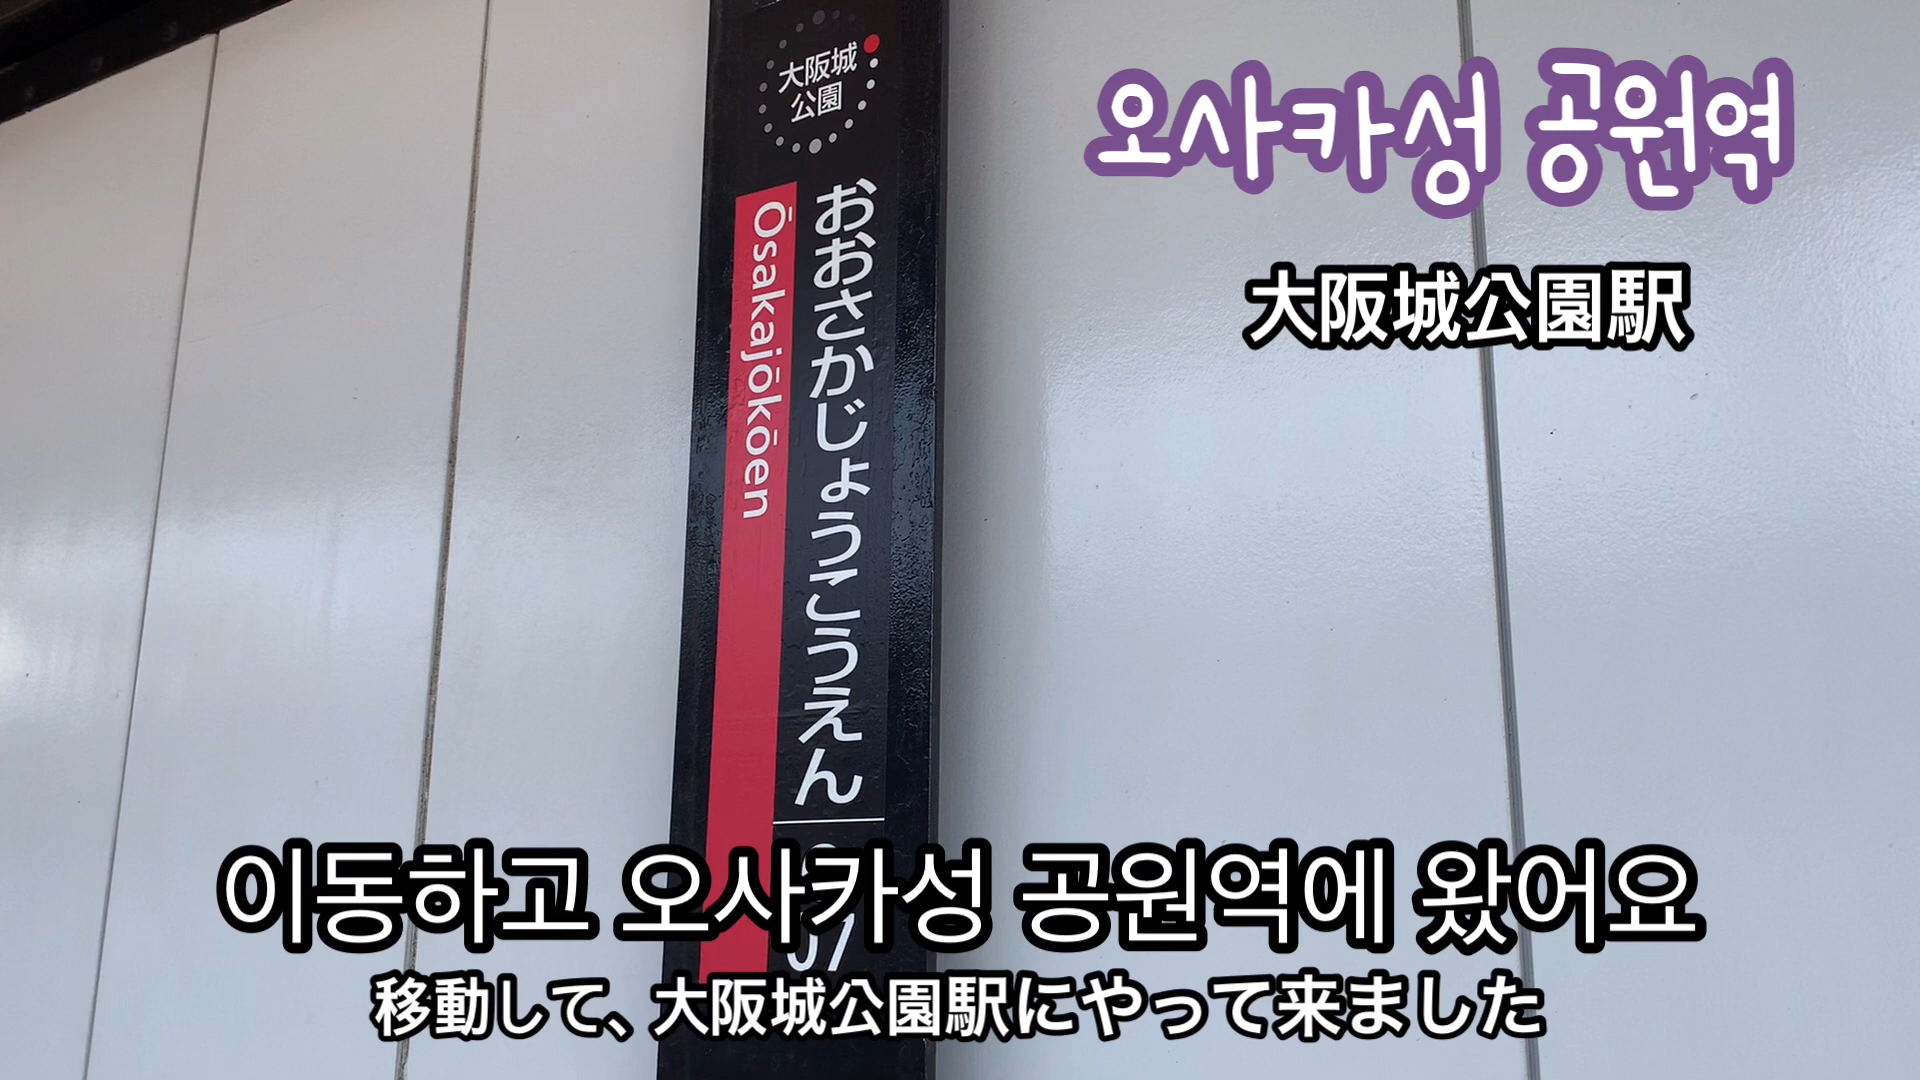 大阪城
公園
おおさかじょうこうえん
Ōsakajōkōen
07
오사카성 공원역
大阪城公園駅
이동하고 오사카성 공원역에 왔어요
移動して、大阪城公園駅にやって来ました